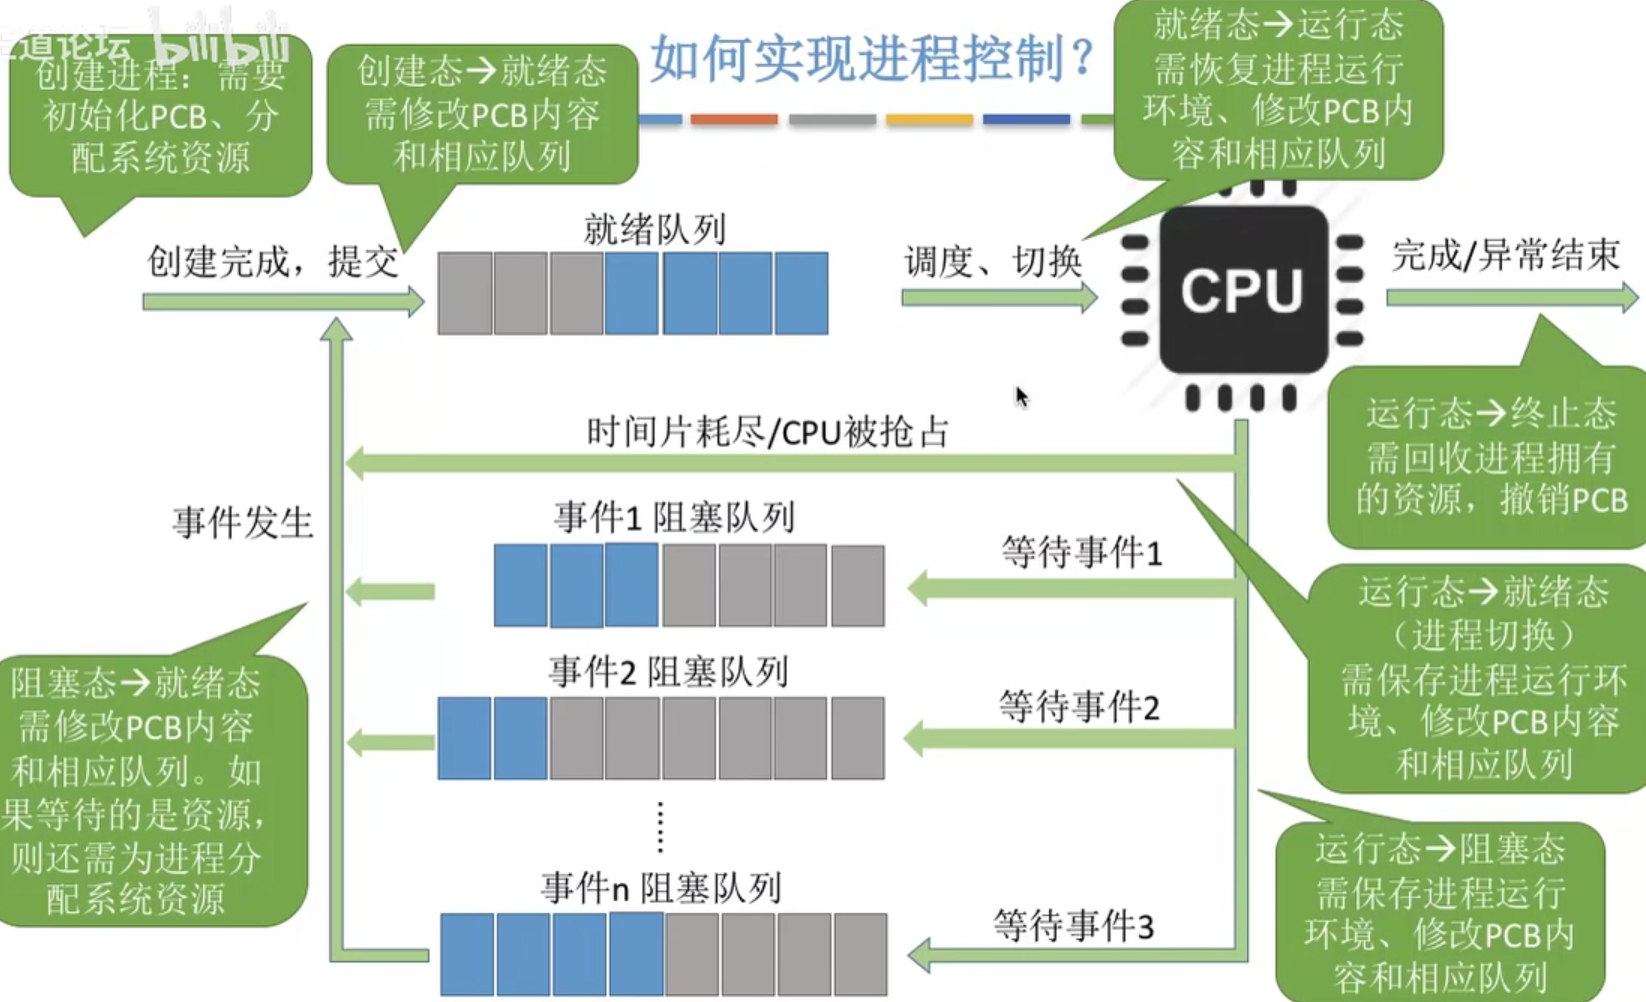 王道论坛 bilibili
如何实现进程控制？
创建进程：需要
初始化PCB、分
配系统资源
创建态→就绪态
需修改PCB内容
和相应队列
就绪态→运行态
需恢复进程运行
环境、修改PCB内
容和相应队列
就绪队列
创建完成，提交
调度、切换
CPU
完成/异常结束
时间片耗尽/CPU被抢占
运行态→终止态
需回收进程拥有
的资源，撤销PCB
事件发生
事件1 阻塞队列
等待事件1
运行态→就绪态
（进程切换）
需保存进程运行环
境、修改PCB内容
和相应队列
阻塞态→就绪态
需修改PCB内容
和相应队列。如
果等待的是资源，
则还需为进程分
配系统资源
事件2 阻塞队列
等待事件2
运行态→阻塞态
需保存进程运行
环境、修改PCB内
容和相应队列
事件n 阻塞队列
等待事件3